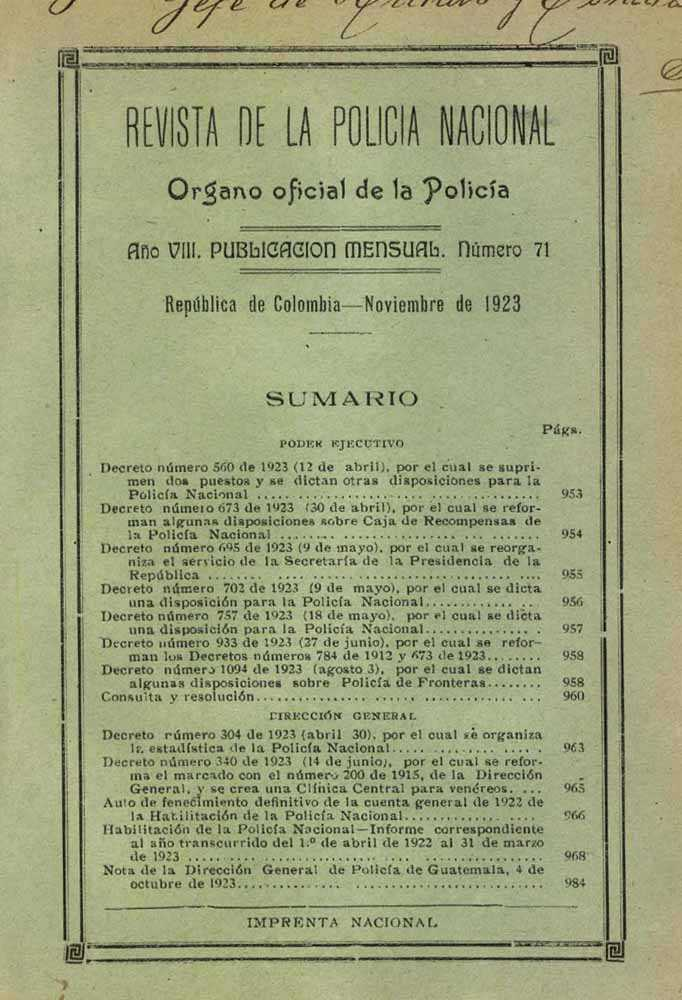 Jefe de
REVISTA DE LA POLICIA NACIONAL
Organo oficial de la Policía
Año VIII. PUBLICACION MENSUAL. Número 71
República de Colombia—Noviembre de 1923
SUMARIO
Págs.
PODER EJECUTIVO
Decreto número 560 de 1923 (12 de abril), por el cual se supri-
men dos puestos y se dictan otras disposiciones para la
Policía Nacional ..... 953
Decreto número 673 de 1923 (30 de abril), por el cual se refor-
man algunas disposiciones sobre Caja de Recompensas de
la Policía Nacional ..... 954
Decreto número 695 de 1923 (9 de mayo), por el cual se reorga-
niza el servicio de la Secretaría de la Presidencia de la
República ..... 955
Decreto número 702 de 1923 (9 de mayo), por el cual se dicta
una disposición para la Policía Nacional..... 956
Decreto número 757 de 1923 (18 de mayo), por el cual se dicta
una disposición para la Policía Nacional..... 957
Decreto número 933 de 1923 (27 de junio), por el cual se refor-
man los Decretos números 784 de 1912 y 673 de 1923..... 958
Decreto número 1094 de 1923 (agosto 3), por el cual se dictan
algunas disposiciones sobre Policía de Fronteras..... 958
Consulta y resolución..... 960
DIRECCIÓN GENERAL
Decreto número 304 de 1923 (abril 30), por el cual se organiza
la estadística de la Policía Nacional..... 963
Decreto número 340 de 1923 (14 de junio), por el cual se refor-
ma el marcado con el número 200 de 1915, de la Dirección
General, y se crea una Clínica Central para venéreos. ... 965
Auto de fenecimiento definitivo de la cuenta general de 1922 de
la Habilitación de la Policía Nacional..... 966
Habilitación de la Policía Nacional—Informe correspondiente
al año transcurrido del 1.º de abril de 1922 al 31 de marzo
de 1923 ..... 968
Nota de la Dirección General de Policía de Guatemala, 4 de
octubre de 1923..... 984
IMPRENTA NACIONAL